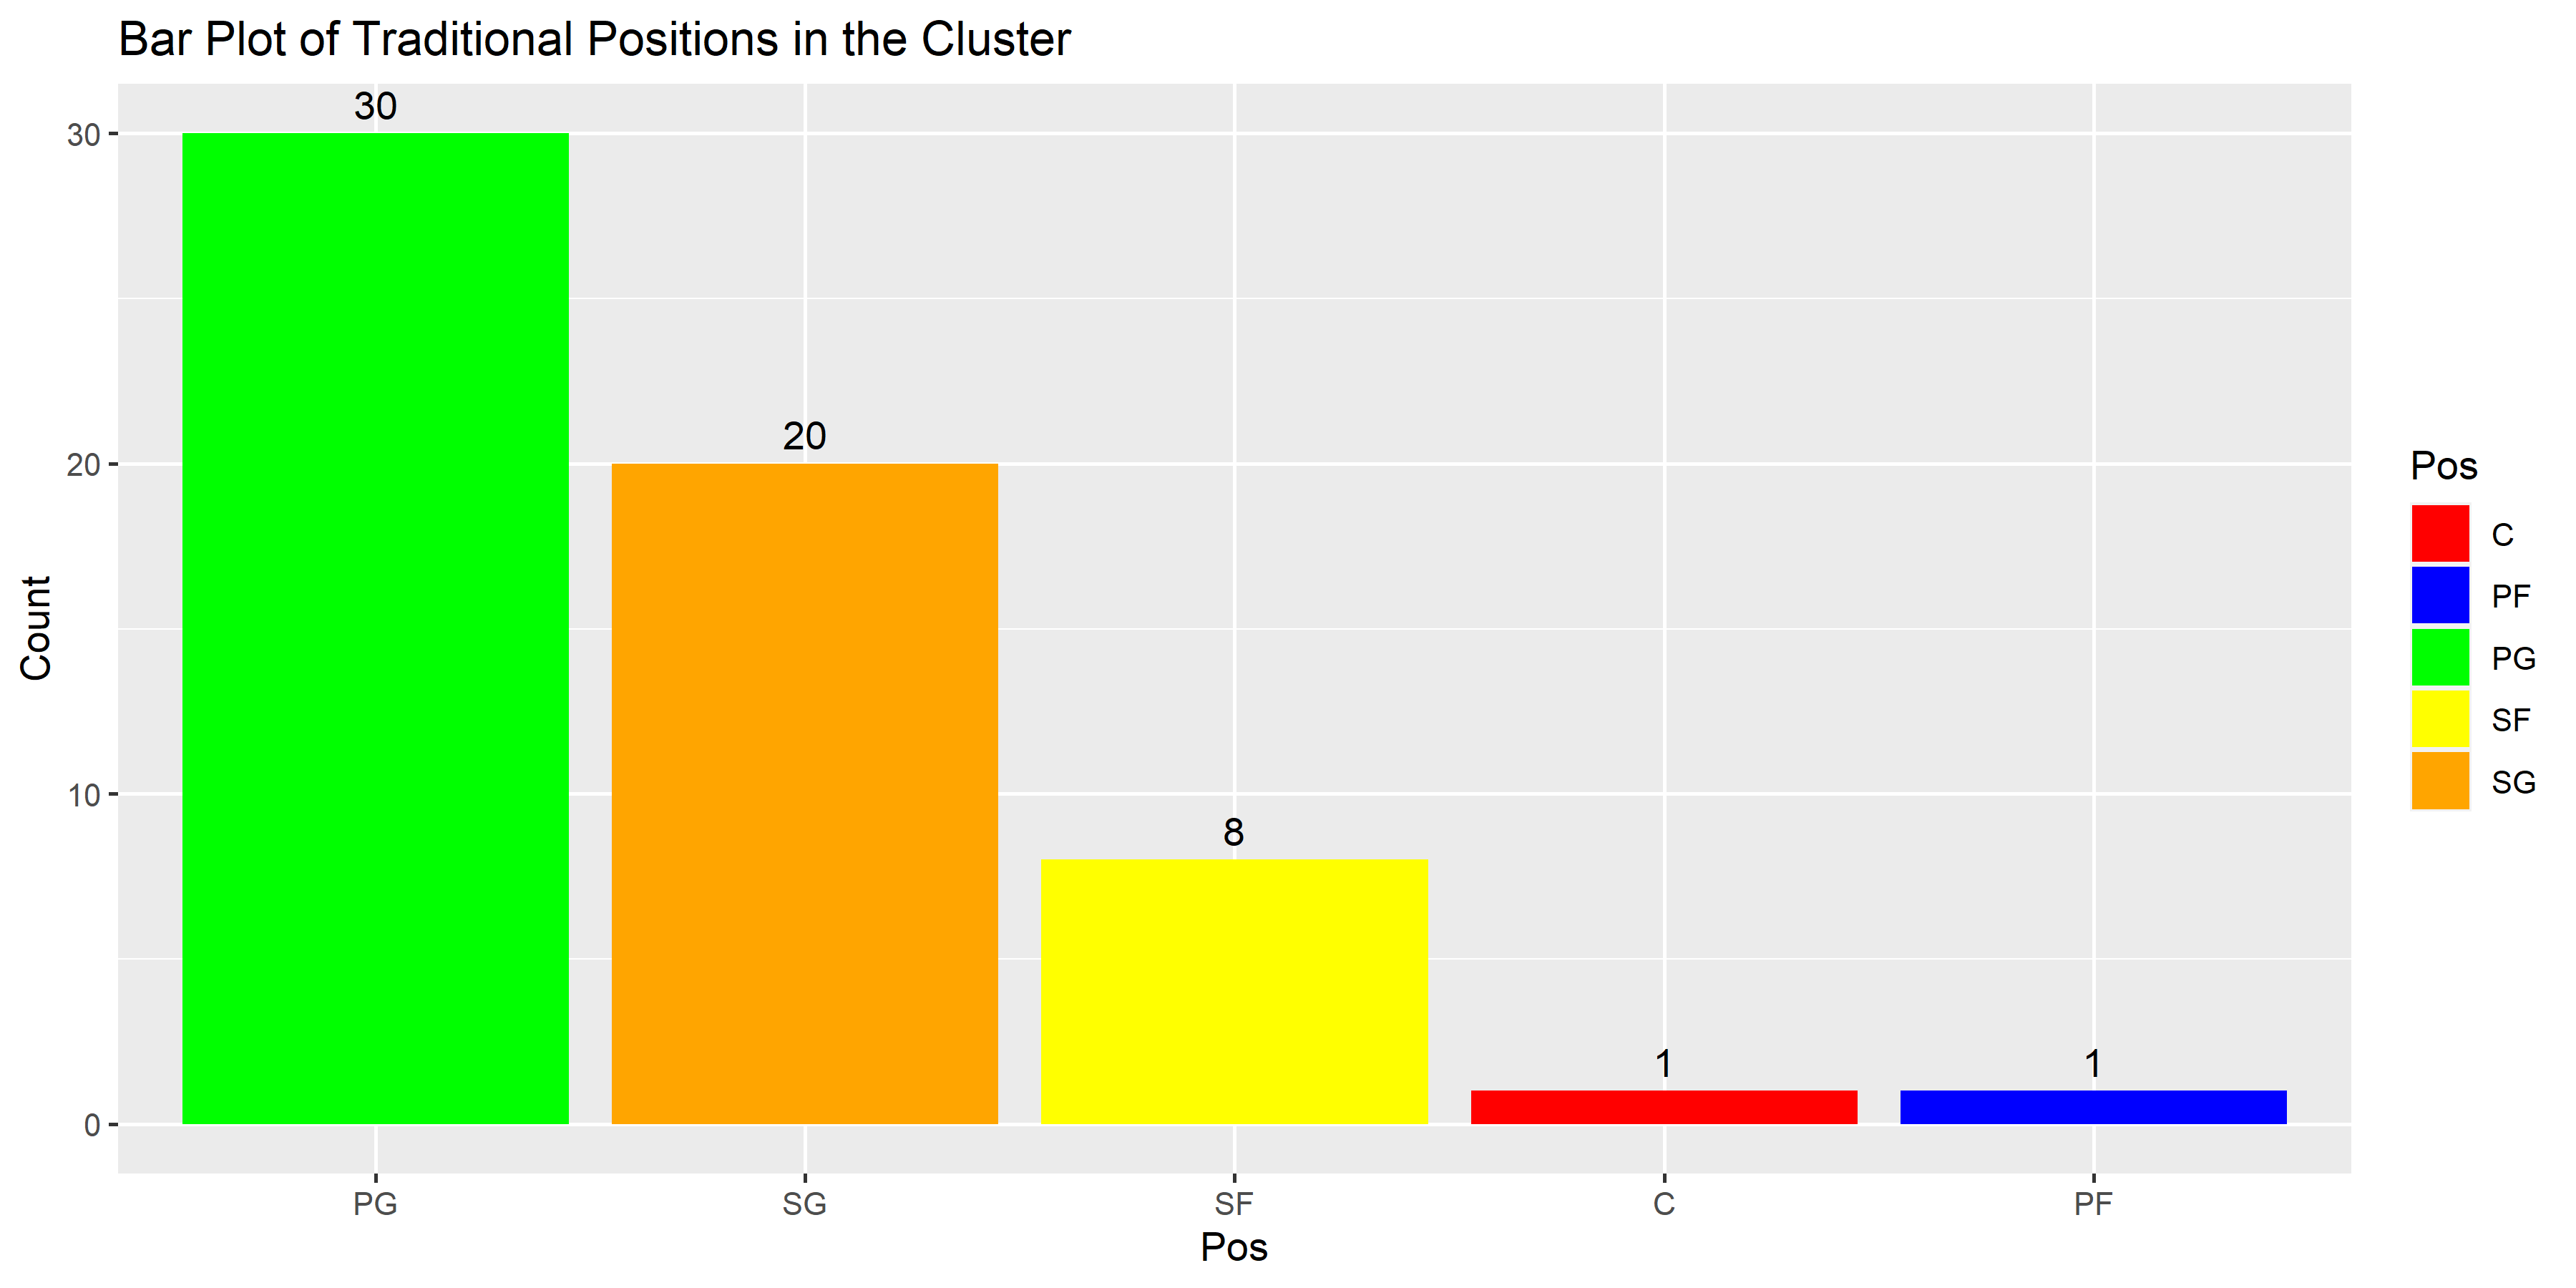 Bar Plot of Traditional Positions in the Cluster
30
20
10
0
Count
30
20
8
1
1
PG
SG
SF
C
PF
Pos
Pos
C
PF
PG
SF
SG